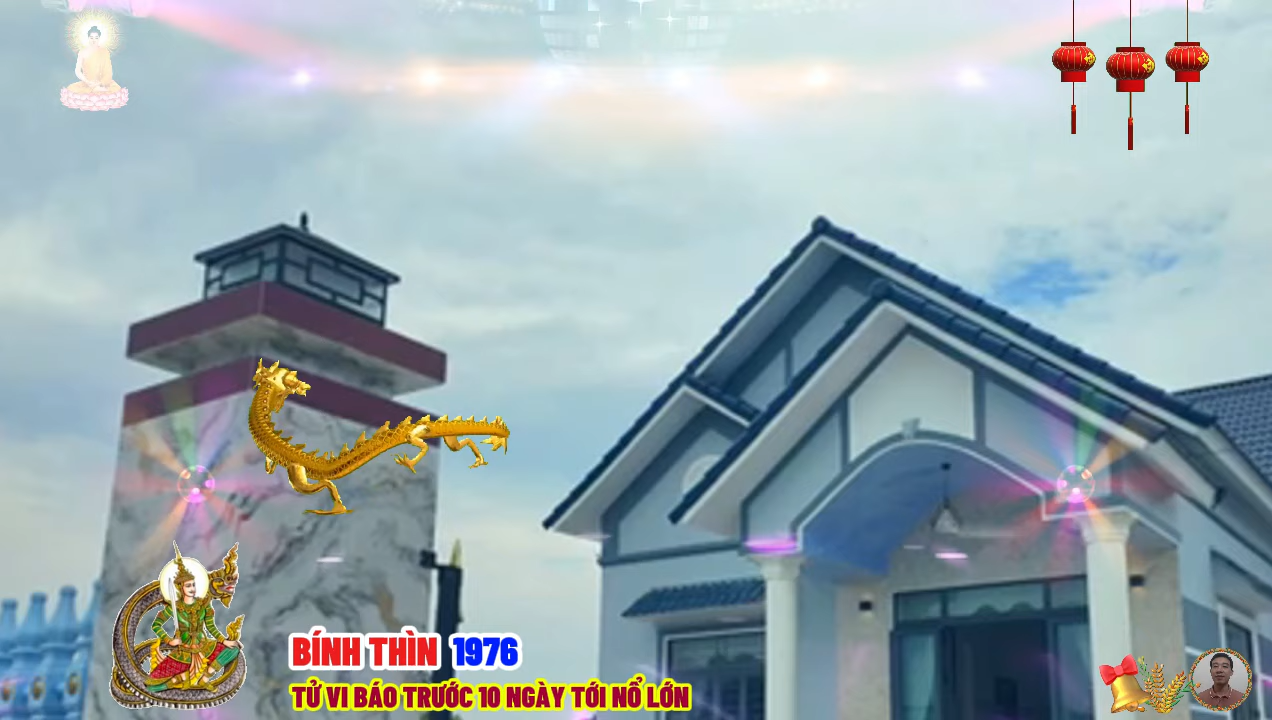 BÍNH THÌN 1976
TỬ VI BÁO TRƯỚC 10 NGÀY TỚI NỔ LỚN